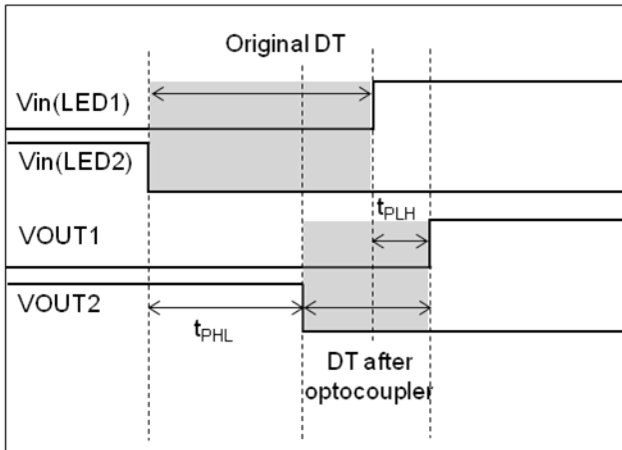 Original DT
Vin(LED1)
Vin(LED2)
tPLH
VOUT1
VOUT2
tPHL
DT after
optocoupler